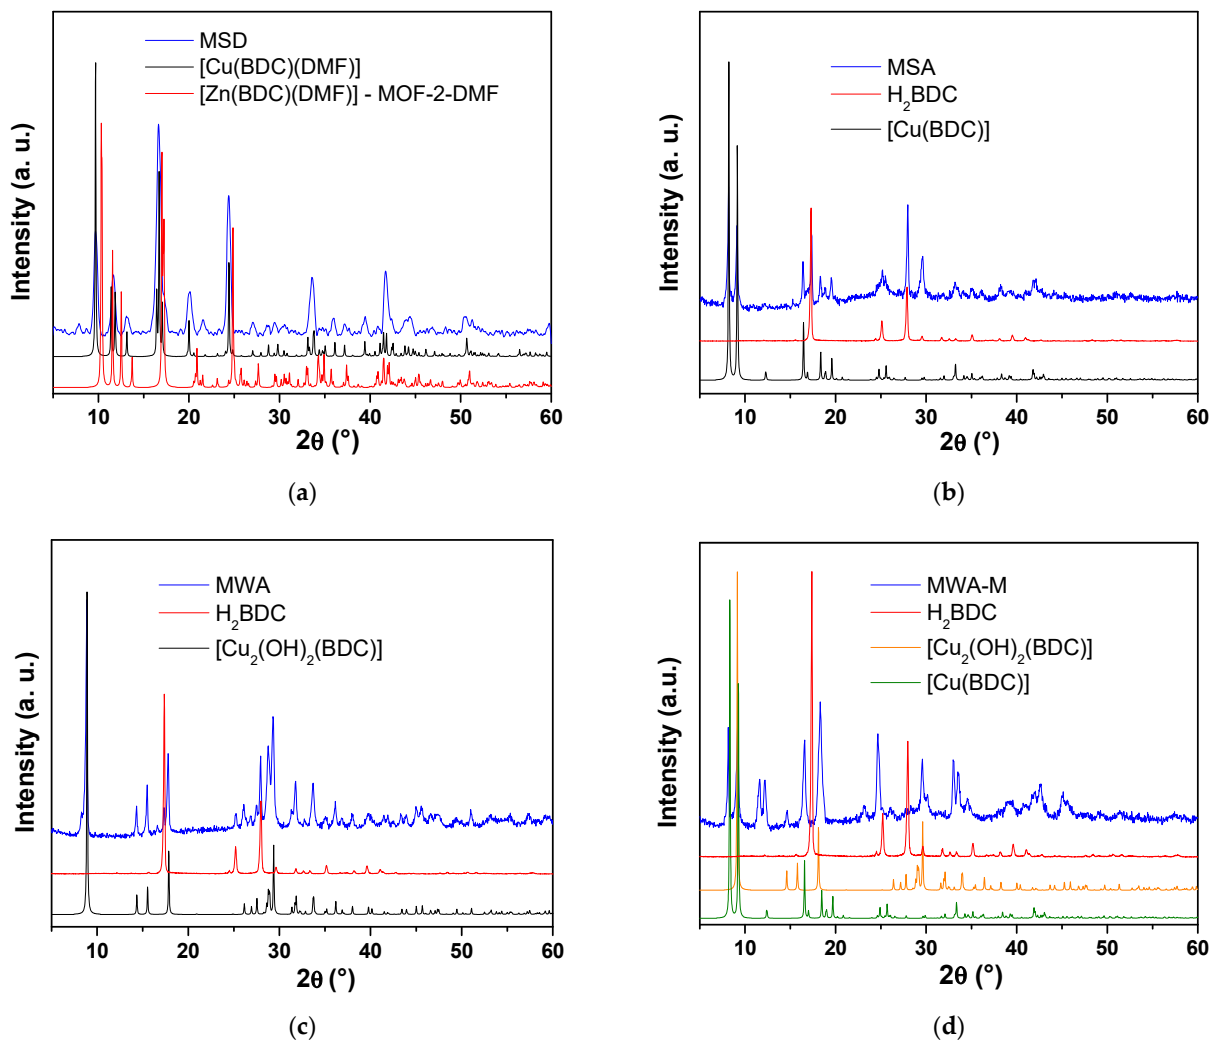 MSD
[Cu(BDC)(DMF)]
[Zn(BDC)(DMF)] - MOF-2-DMF
Intensity (a. u.)
10 20 30 40 50 60
2θ (°)
(a)
MSA
H₂BDC
[Cu(BDC)]
Intensity (a. u.)
10 20 30 40 50 60
2θ (°)
(b)
MWA
H₂BDC
[Cu₂(OH)₂(BDC)]
Intensity (a. u.)
10 20 30 40 50 60
2θ (°)
(c)
MWA-M
H₂BDC
[Cu₂(OH)₂(BDC)]
[Cu(BDC)]
Intensity (a.u.)
10 20 30 40 50 60
2θ (°)
(d)